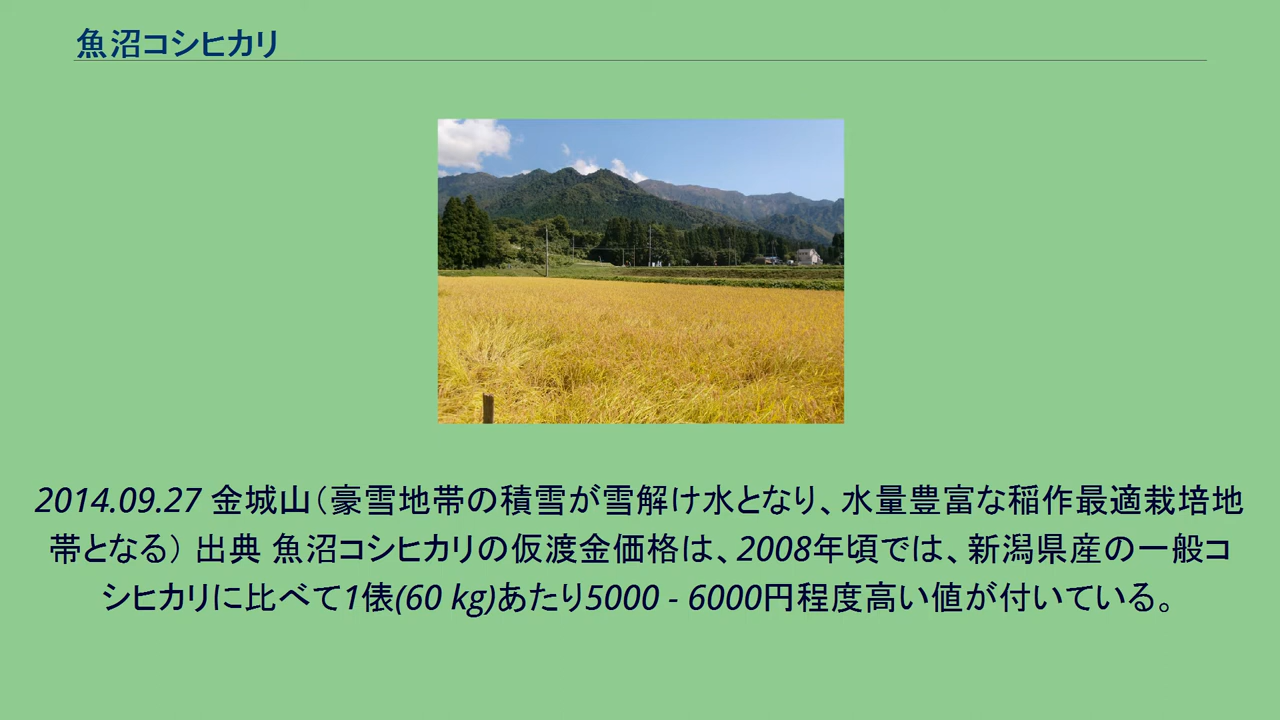 魚沼コシヒカリ
2014.09.27 金城山（豪雪地帯の積雪が雪解け水となり、水量豊富な稲作最適栽培地
帯となる） 出典 魚沼コシヒカリの仮渡金価格は、2008年頃では、新潟県産の一般コ
シヒカリに比べて1俵(60 kg)あたり5000 - 6000円程度高い値が付いている。